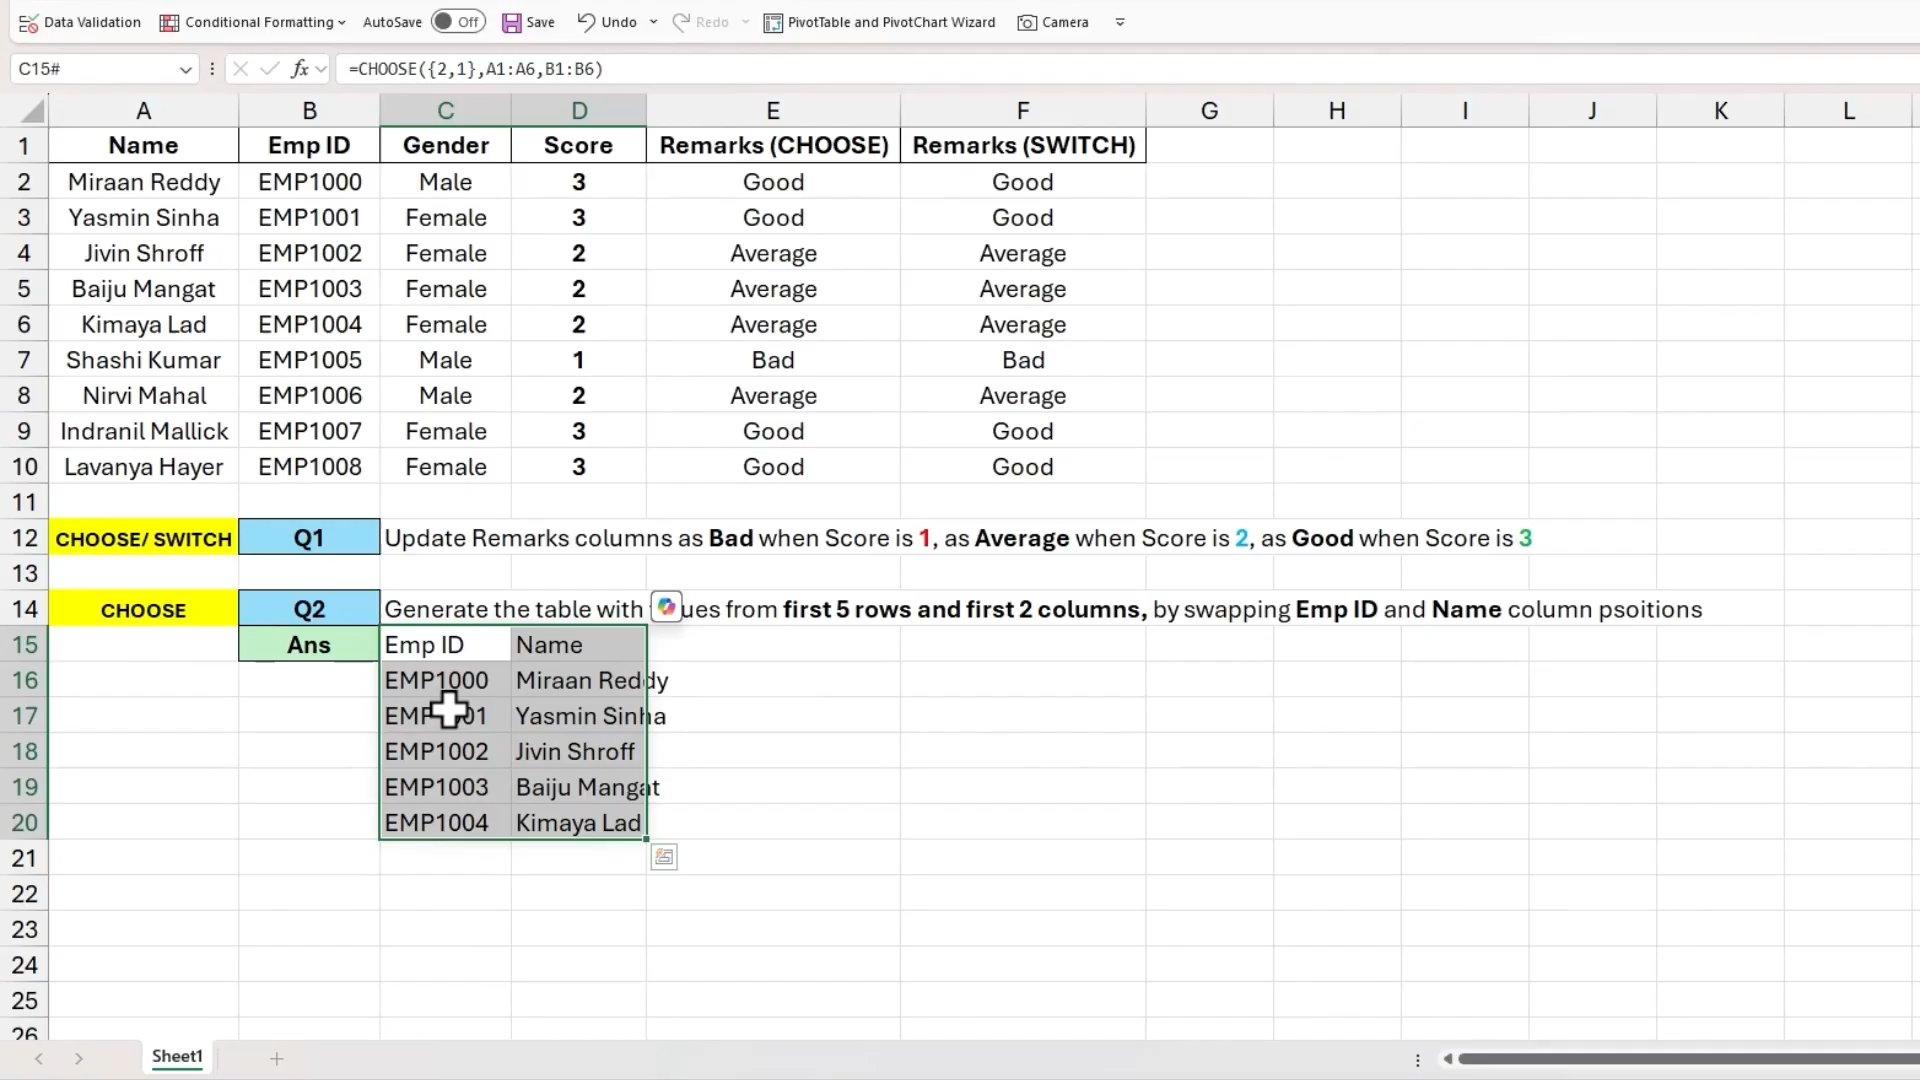 Data Validation Conditional Formatting AutoSave Off Save Undo Redo PivotTable and PivotChart Wizard Camera
C15# fx =CHOOSE({2,1},A1:A6,B1:B6)
A B C D E F G H I J K L
1 Name Emp ID Gender Score Remarks (CHOOSE) Remarks (SWITCH)
2 Miraan Reddy EMP1000 Male 3 Good Good
3 Yasmin Sinha EMP1001 Female 3 Good Good
4 Jivin Shroff EMP1002 Female 2 Average Average
5 Baiju Mangat EMP1003 Female 2 Average Average
6 Kimaya Lad EMP1004 Female 2 Average Average
7 Shashi Kumar EMP1005 Male 1 Bad Bad
8 Nirvi Mahal EMP1006 Male 2 Average Average
9 Indranil Mallick EMP1007 Female 3 Good Good
10 Lavanya Hayer EMP1008 Female 3 Good Good
11
12 CHOOSE/ SWITCH Q1 Update Remarks columns as Bad when Score is 1, as Average when Score is 2, as Good when Score is 3
13
14 CHOOSE Q2 Generate the table with ues from first 5 rows and first 2 columns, by swapping Emp ID and Name column psoitions
15 Ans Emp ID Name
16 EMP1000 Miraan Reddy
17 EMP 01 Yasmin Sinha
18 EMP1002 Jivin Shroff
19 EMP1003 Baiju Mangat
20 EMP1004 Kimaya Lad
21
22
23
24
25
26
Sheet1